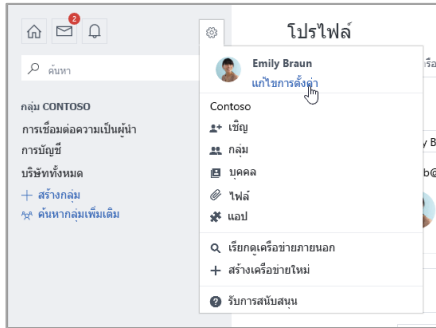 2
โปรไฟล์
ค้นหา
Emily Braun
แก้ไขการตั้งค่า
กลุ่ม CONTOSO
การเชื่อมต่อความเป็นผู้นำ
การบัญชี
บริษัททั้งหมด
+ สร้างกลุ่ม
ค้นหากลุ่มเพิ่มเติม
Contoso
เชิญ
กลุ่ม
บุคคล
ไฟล์
แอป
เรียกดูเครือข่ายภายนอก
+ สร้างเครือข่ายใหม่
รับการสนับสนุน
y B
b@